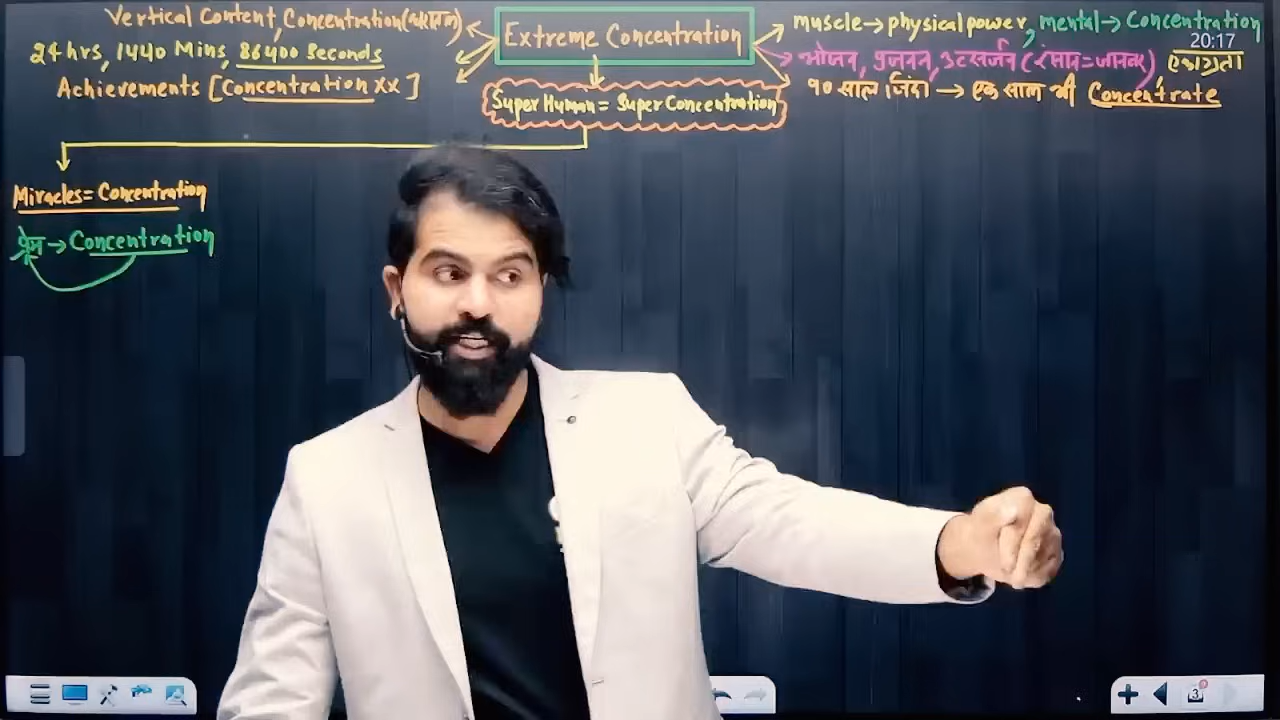 Vertical Content, Concentration
Extreme Concentration
muscle → physical power, mental → Concentration
20:17
24 hrs, 1440 Mins, 86400 Seconds
भोजन, प्रजनन, उत्सर्जन (इंसान = जानवर), एकाग्रता
Achievements [Concentration xx]
Super Human = Super Concentration
१० साल जिंदा → एक साल भी Concentrate
Miracles = Concentration
प्रेम → Concentration
3